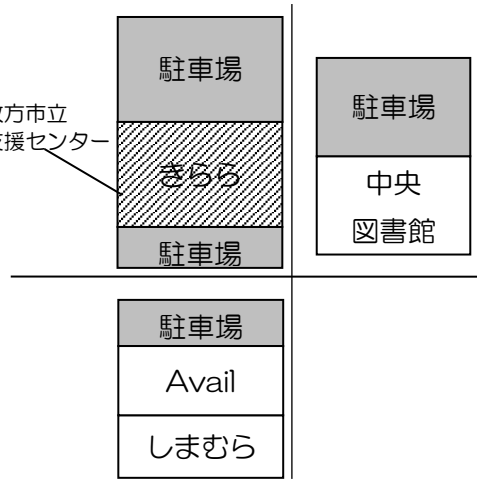 駐車場
方市立
援センター
きらら
駐車場
駐車場
中央
図書館
駐車場
Avail
しまむら